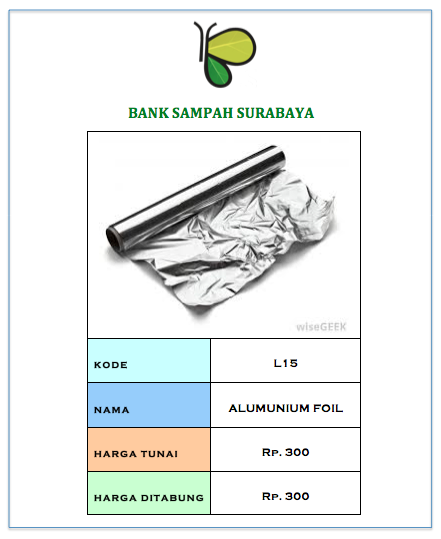 BANK SAMPAH SURABAYA
wiseGEEK
KODE L15
NAMA ALUMUNIUM FOIL
HARGA TUNAI RP. 300
HARGA DITABUNG RP. 300